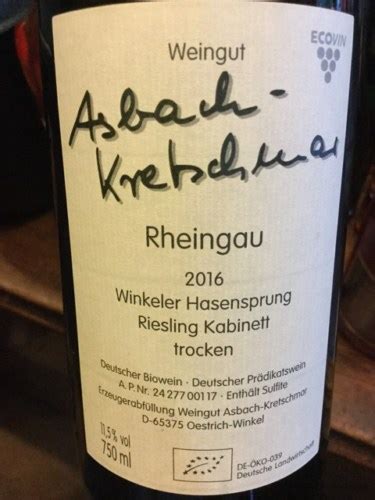 ECOVIN
Weingut
Asbach-
Kretschmar
Rheingau
2016
Winkeler Hasensprung
Riesling Kabinett
trocken
Deutscher Biowein · Deutscher Prädikatswein
A. P. Nr. 24 277 001 17 · Enthält Sulfite
Erzeugerabfüllung Weingut Asbach-Kretschmar
D-65375 Oestrich-Winkel
11,5% vol
750 ml
DE-ÖKO-039
Deutsche Landwirtschaft